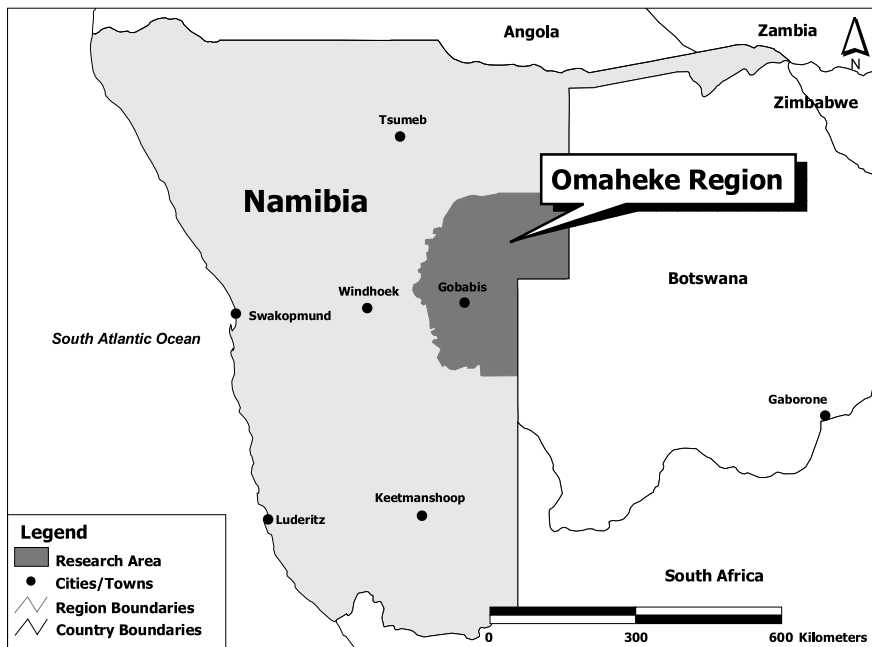 Angola
Zambia
N
Zimbabwe
Tsumeb
Omaheke Region
Namibia
Botswana
Windhoek
Gobabis
Swakopmund
South Atlantic Ocean
Gaborone
Keetmanshoop
Luderitz
South Africa
Legend
Research Area
Cities/Towns
Region Boundaries
Country Boundaries
0 300 600 Kilometers